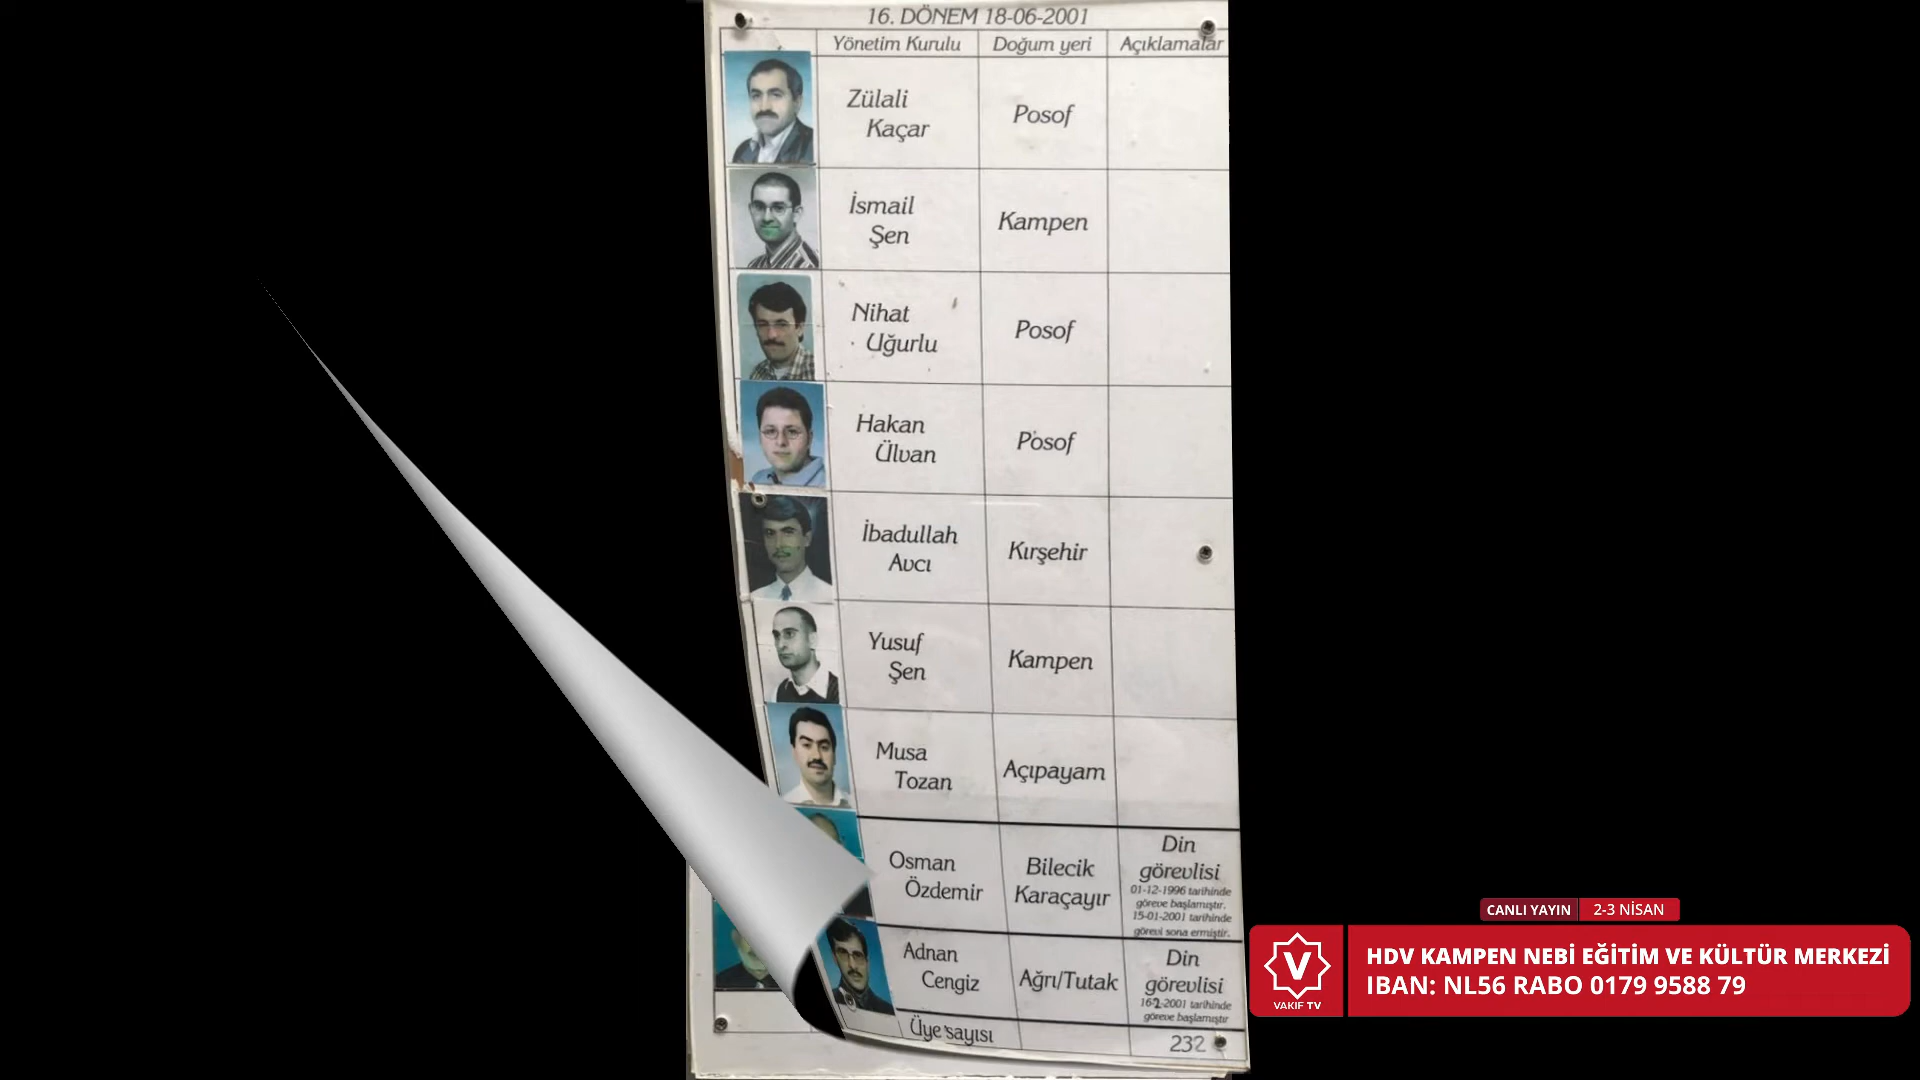 16. DÖNEM 18-06-2001
Yönetim Kurulu Doğum yeri Açıklamalar
Zülali
Kaçar
Posof
İsmail
Şen
Kampen
Nihat
Uğurlu
Posof
Hakan
Ülvan
Posof
İbadullah
Avcı
Kırşehir
Yusuf
Şen
Kampen
Musa
Tozan
Açıpayam
Osman
Özdemir
Bilecik
Karaçayır
Din
görevlisi
01-12-1996 tarihinde
göreve başlamıştır.
15-01-2001 tarihinde
görevi sona ermiştir.
Adnan
Cengiz
Ağrı/Tutak
Din
görevlisi
16-2-2001 tarihinde
göreve başlamıştır
Üye sayısı
232
CANLI YAYIN 2-3 NİSAN
VAKIF TV
HDV KAMPEN NEBİ EĞİTİM VE KÜLTÜR MERKEZİ
IBAN: NL56 RABO 0179 9588 79